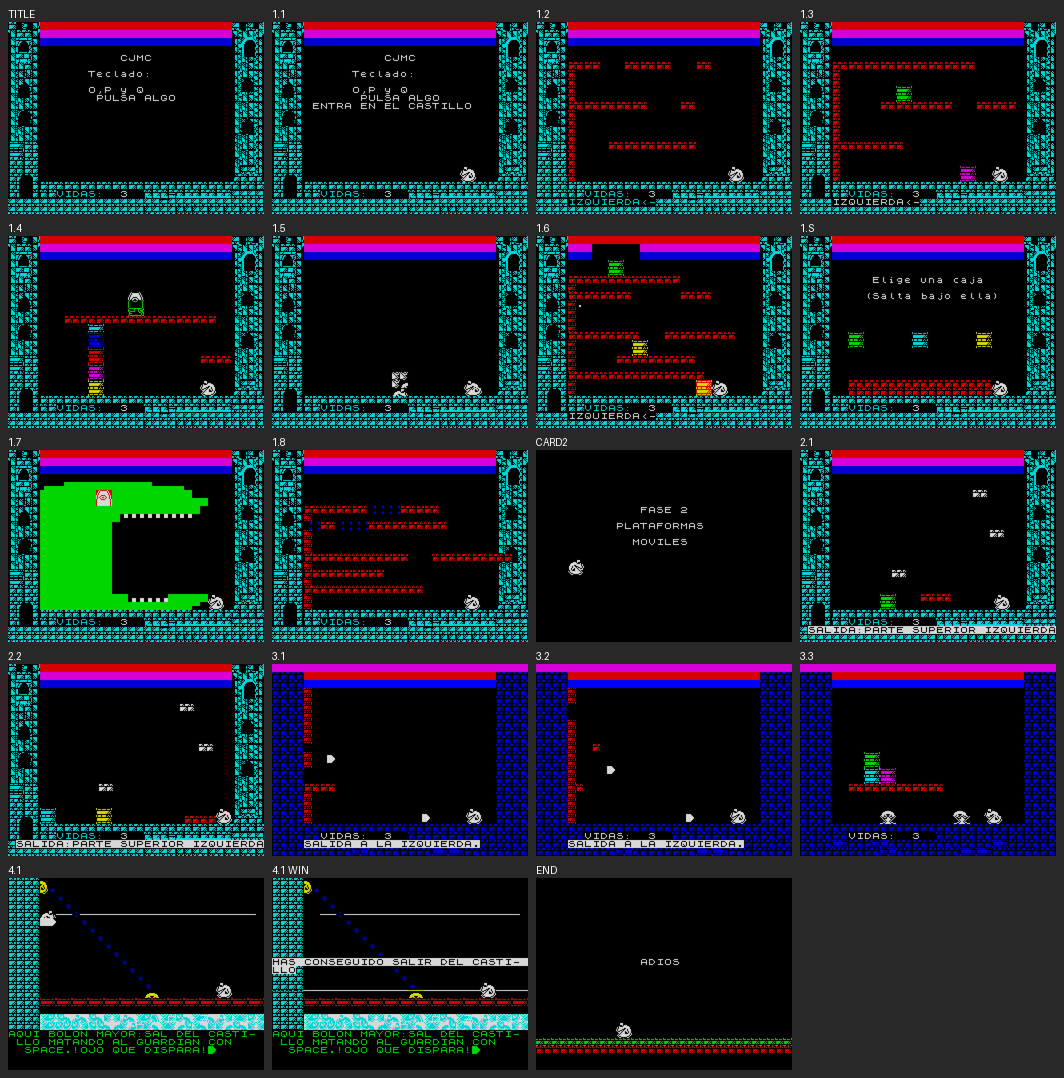 TITLE
CJMC
Teclado:
O,P y Q
PULSA ALGO
VIDAS: 3
1.1
CJMC
Teclado:
O,P y Q
PULSA ALGO
ENTRA EN EL CASTILLO
VIDAS: 3
1.2
VIDAS: 3
IZQUIERDA<-
1.3
VIDAS: 3
IZQUIERDA<-
1.4
VIDAS: 3
1.5
VIDAS: 3
1.6
VIDAS: 3
IZQUIERDA<-
1.S
Elige una caja
(Salta bajo ella)
VIDAS: 3
1.7
VIDAS: 3
1.8
VIDAS: 3
CARD2
FASE 2
PLATAFORMAS
MOVILES
2.1
VIDAS: 3
SALIDA:PARTE SUPERIOR IZQUIERDA
2.2
VIDAS: 3
SALIDA:PARTE SUPERIOR IZQUIERDA
3.1
VIDAS: 3
SALIDA A LA IZQUIERDA.
3.2
VIDAS: 3
SALIDA A LA IZQUIERDA.
3.3
VIDAS: 3
4.1
AQUI BOLON MAYOR:SAL DEL CASTI-
LLO MATANDO AL GUARDIAN CON
SPACE.!OJO QUE DISPARA!
4.1 WIN
HAS CONSEGUIDO SALIR DEL CASTI-
LLO
AQUI BOLON MAYOR:SAL DEL CASTI-
LLO MATANDO AL GUARDIAN CON
SPACE.!OJO QUE DISPARA!
END
ADIOS